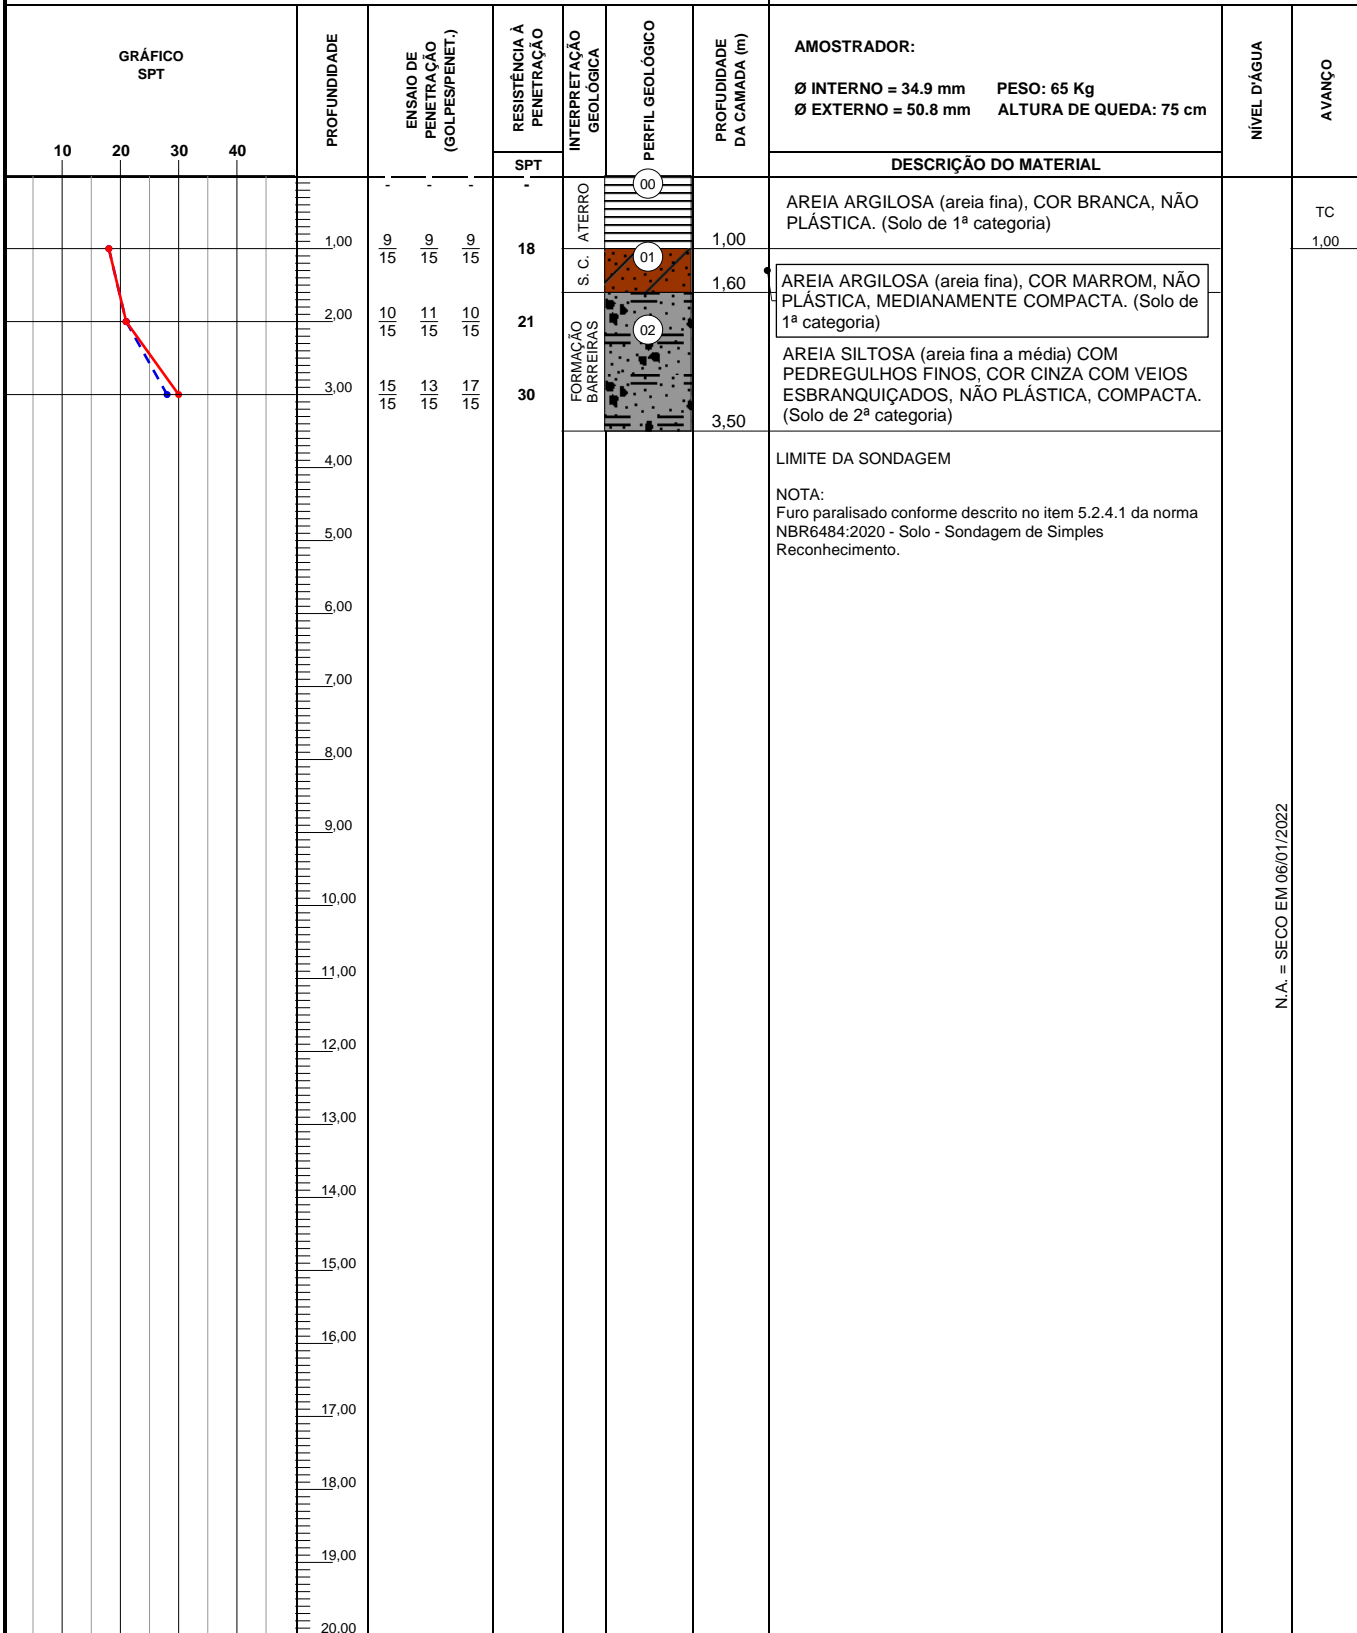 GRÁFICO
SPT
10 20 30 40
PROFUNDIDADE
ENSAIO DE
PENETRAÇÃO
(GOLPES/PENET.)
RESISTÊNCIA À
PENETRAÇÃO
SPT
INTERPRETAÇÃO
GEOLÓGICA
PERFIL GEOLÓGICO
PROFUDIDADE
DA CAMADA (m)
AMOSTRADOR:
Ø INTERNO = 34.9 mm PESO: 65 Kg
Ø EXTERNO = 50.8 mm ALTURA DE QUEDA: 75 cm
DESCRIÇÃO DO MATERIAL
NÍVEL D'ÁGUA
AVANÇO
- - - -
ATERRO
00
AREIA ARGILOSA (areia fina), COR BRANCA, NÃO
PLÁSTICA. (Solo de 1ª categoria)
TC
1,00
1,00
9 9 9
15 15 15
18
1,00
S. C.
01
1,60
AREIA ARGILOSA (areia fina), COR MARROM, NÃO
PLÁSTICA, MEDIANAMENTE COMPACTA. (Solo de
1ª categoria)
2,00
10 11 10
15 15 15
21
FORMAÇÃO
BARREIRAS
02
AREIA SILTOSA (areia fina a média) COM
PEDREGULHOS FINOS, COR CINZA COM VEIOS
ESBRANQUIÇADOS, NÃO PLÁSTICA, COMPACTA.
(Solo de 2ª categoria)
3,00
15 13 17
15 15 15
30
3,50
4,00
LIMITE DA SONDAGEM
NOTA:
Furo paralisado conforme descrito no item 5.2.4.1 da norma
NBR6484:2020 - Solo - Sondagem de Simples
Reconhecimento.
5,00
6,00
7,00
8,00
9,00
10,00
11,00
12,00
13,00
14,00
15,00
16,00
17,00
18,00
19,00
20,00
N.A. = SECO EM 06/01/2022